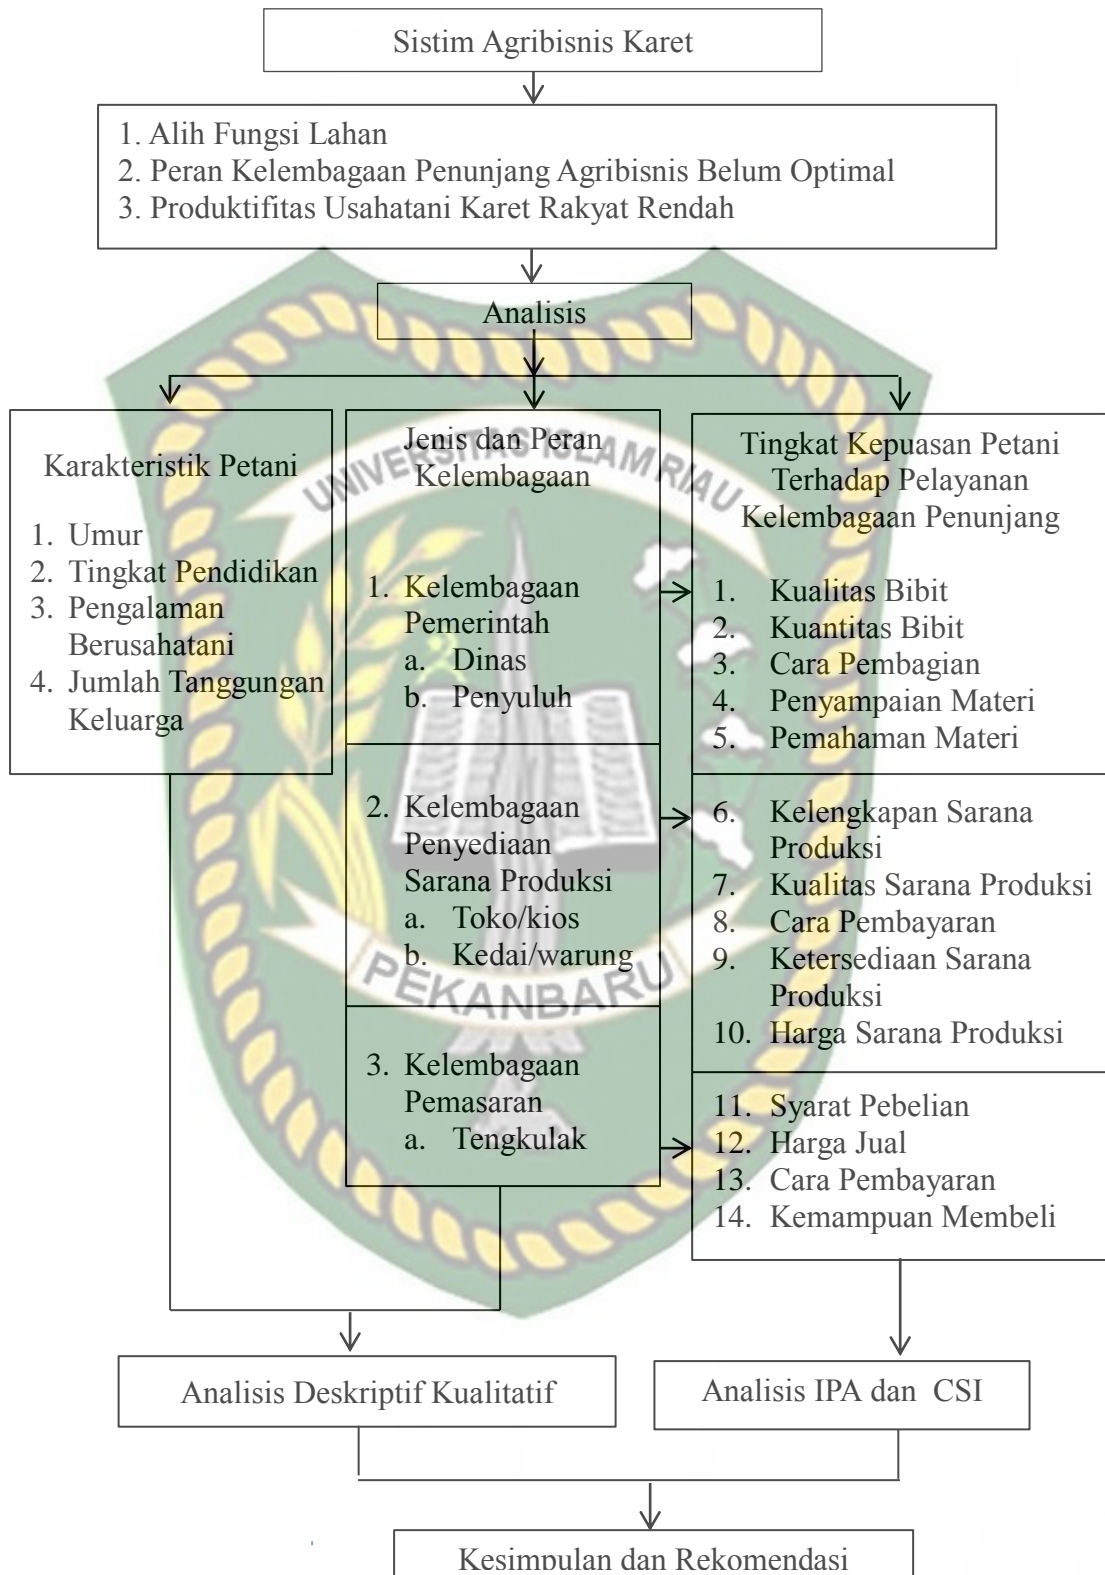 Sistim Agribisnis Karet
1. Alih Fungsi Lahan
2. Peran Kelembagaan Penunjang Agribisnis Belum Optimal
3. Produktifitas Usahatani Karet Rakyat Rendah
Analisis
Karakteristik Petani
1. Umur
2. Tingkat Pendidikan
3. Pengalaman
Berusahatani
4. Jumlah Tanggungan
Keluarga
Jenis dan Peran
Kelembagaan
1. Kelembagaan
Pemerintah
a. Dinas
b. Penyuluh
2. Kelembagaan
Penyediaan
Sarana Produksi
a. Toko/kios
b. Kedai/warung
3. Kelembagaan
Pemasaran
a. Tengkulak
Tingkat Kepuasan Petani
Terhadap Pelayanan
Kelembagaan Penunjang
1. Kualitas Bibit
2. Kuantitas Bibit
3. Cara Pembagian
4. Penyampaian Materi
5. Pemahaman Materi
6. Kelengkapan Sarana
Produksi
7. Kualitas Sarana Produksi
8. Cara Pembayaran
9. Ketersediaan Sarana
Produksi
10. Harga Sarana Produksi
11. Syarat Pebelian
12. Harga Jual
13. Cara Pembayaran
14. Kemampuan Membeli
UNIVERSITAS ISLAM RIAU
PEKANBARU
Analisis Deskriptif Kualitatif
Analisis IPA dan CSI
Kesimpulan dan Rekomendasi